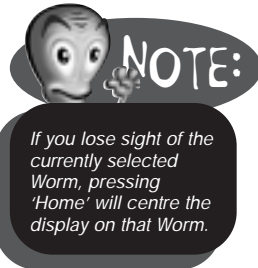 NOTE:
If you lose sight of the
currently selected
Worm, pressing
‘Home’ will centre the
display on that Worm.